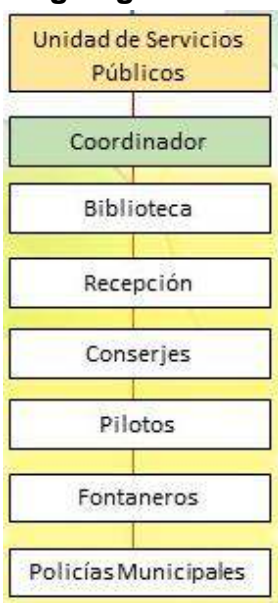 Unidad de Servicios
Públicos
Coordinador
Biblioteca
Recepción
Conserjes
Pilotos
Fontaneros
Policías Municipales